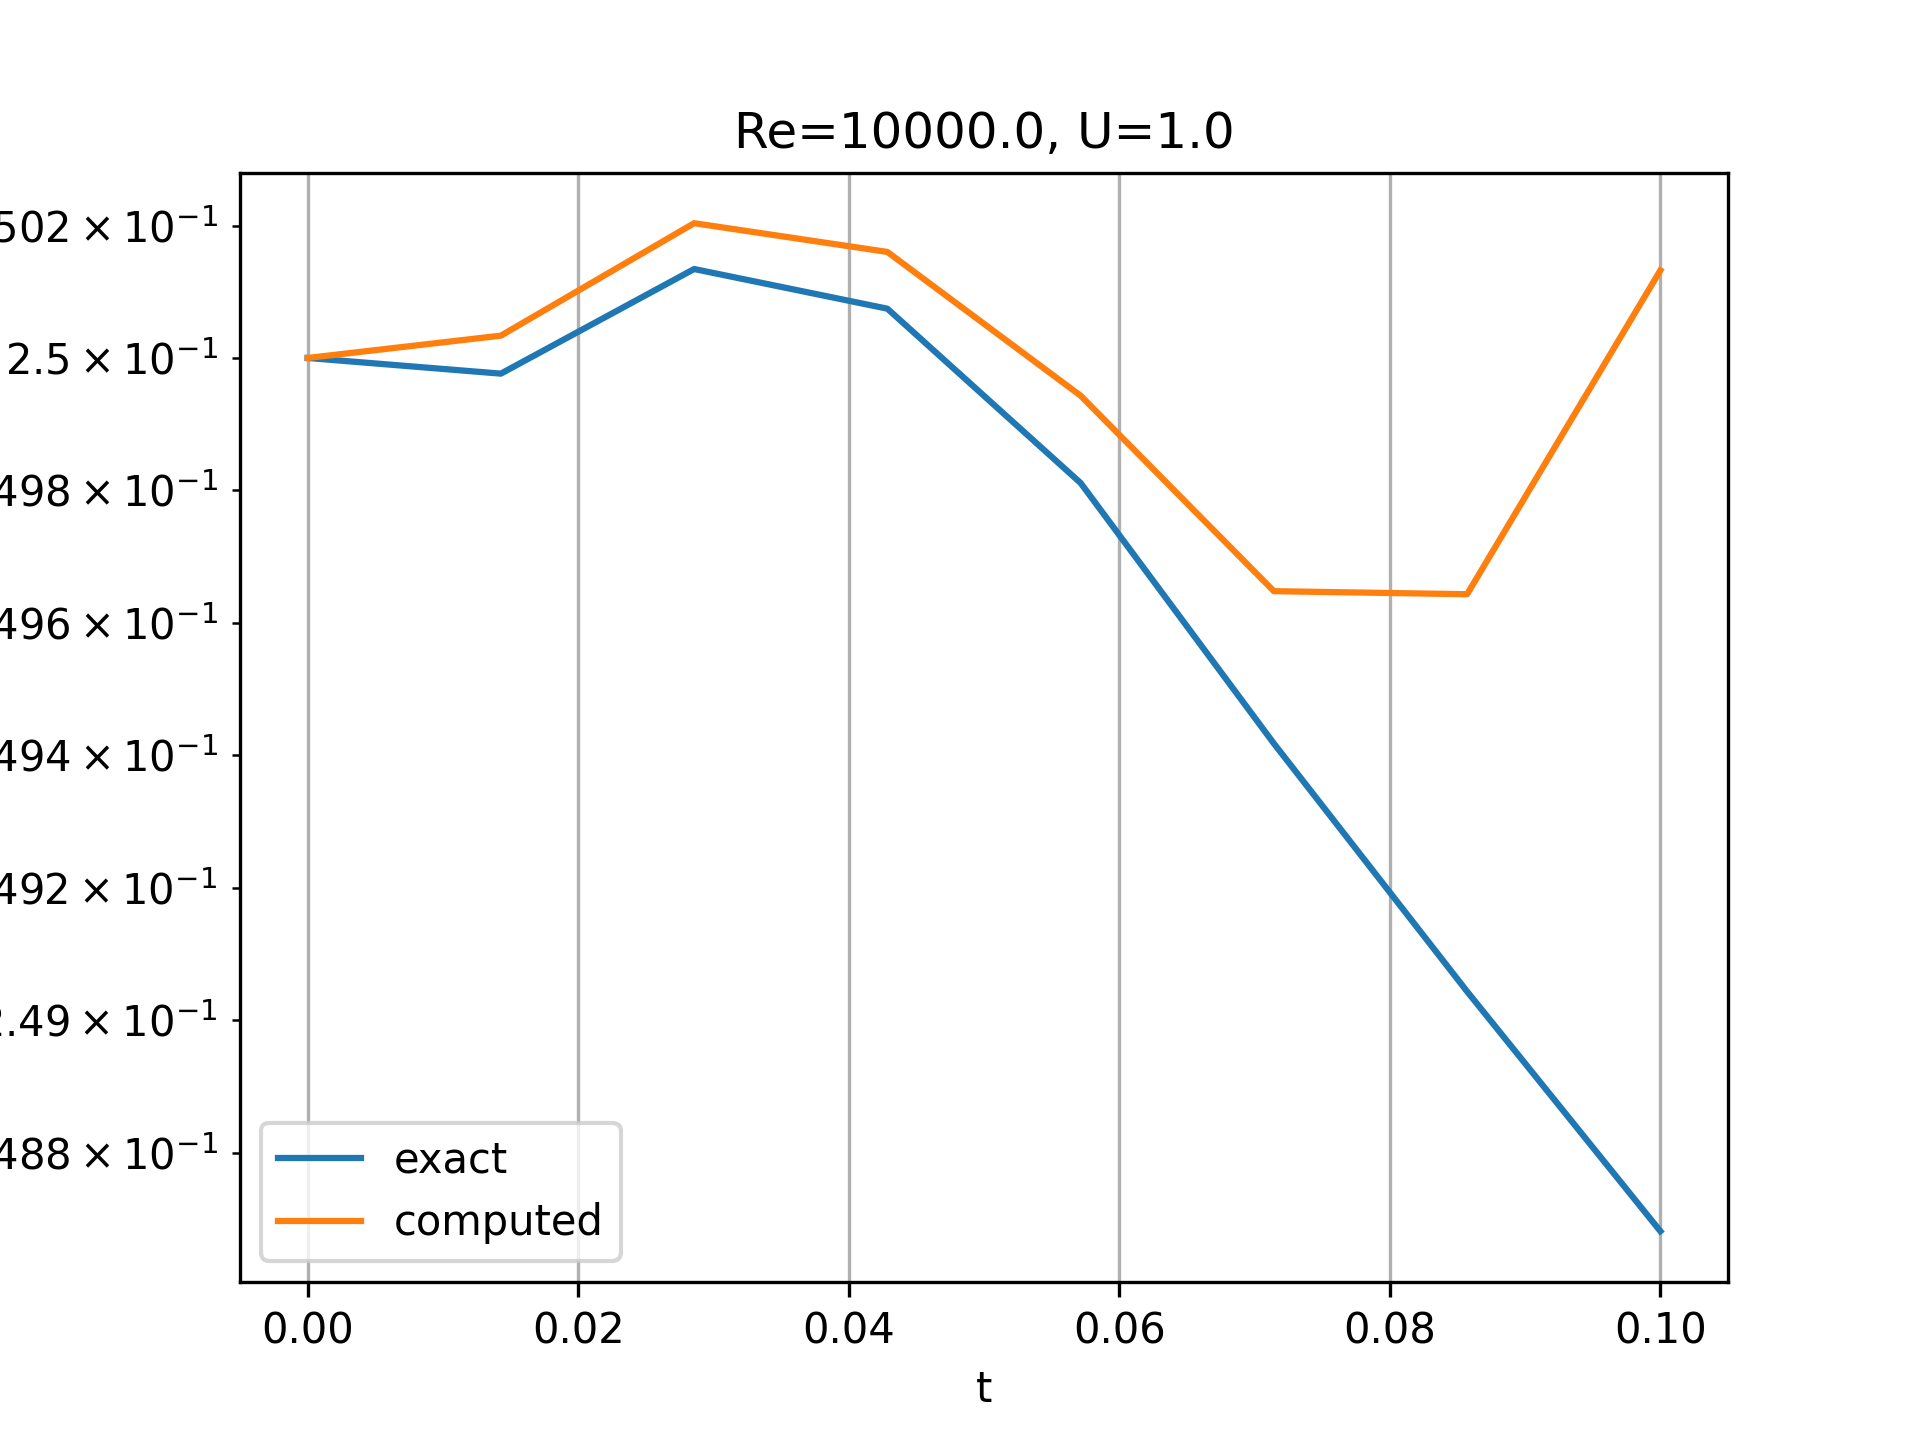 Re=10000.0, U=1.0
502 × 10⁻¹
2.5 × 10⁻¹
498 × 10⁻¹
496 × 10⁻¹
494 × 10⁻¹
492 × 10⁻¹
2.49 × 10⁻¹
488 × 10⁻¹
exact
computed
0.00 0.02 0.04 0.06 0.08 0.10
t